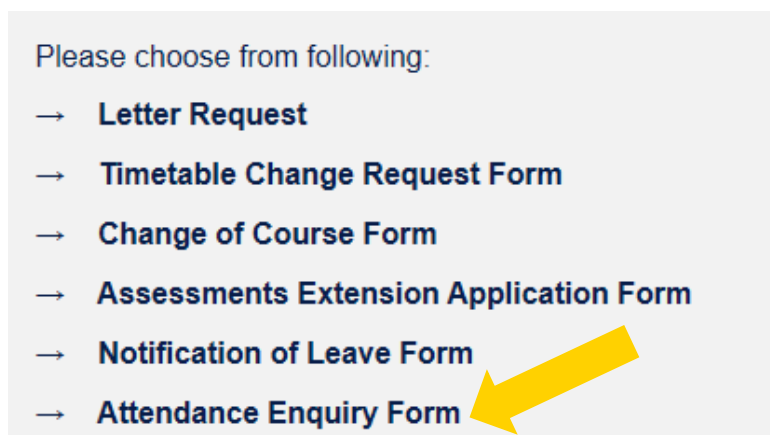 Please choose from following:
→ Letter Request
→ Timetable Change Request Form
→ Change of Course Form
→ Assessments Extension Application Form
→ Notification of Leave Form
→ Attendance Enquiry Form